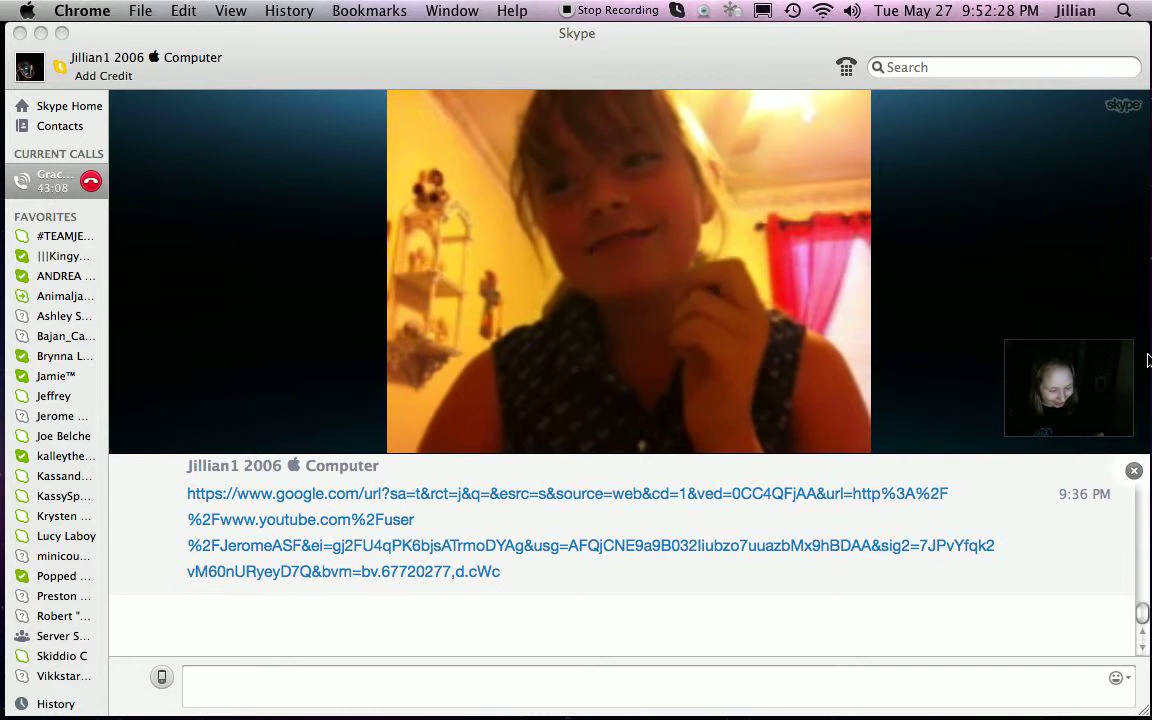 Chrome File Edit View History Bookmarks Window Help Stop Recording Tue May 27 9:52:28 PM Jillian
Skype
Jillian1 2006 Computer
Add Credit
Search
Skype Home
Contacts
CURRENT CALLS
Grac...
43:08
FAVORITES
#TEAMJE...
|||Kingy...
ANDREA ...
Animalja...
Ashley S...
Bajan_Ca...
Brynna L...
Jamie™
Jeffrey
Jerome ...
Joe Belche
kalleythe...
Kassand...
KassySp...
Krysten ...
Lucy Laboy
minicou...
Popped ...
Preston ...
Robert "...
Server S...
Skiddio C
Vikkstar...
History
skype
Jillian1 2006 Computer
https://www.google.com/url?sa=t&rct=j&q=&esrc=s&source=web&cd=1&ved=0CC4QFjAA&url=http%3A%2F
9:36 PM
%2Fwww.youtube.com%2Fuser
%2FJeromeASF&ei=gj2FU4qPK6bjsATrmoDYAg&usg=AFQjCNE9a9B032Iiubzo7uuazbMx9hBDAA&sig2=7JPvYfqk2
vM60nURyeyD7Q&bvm=bv.67720277,d.cWc